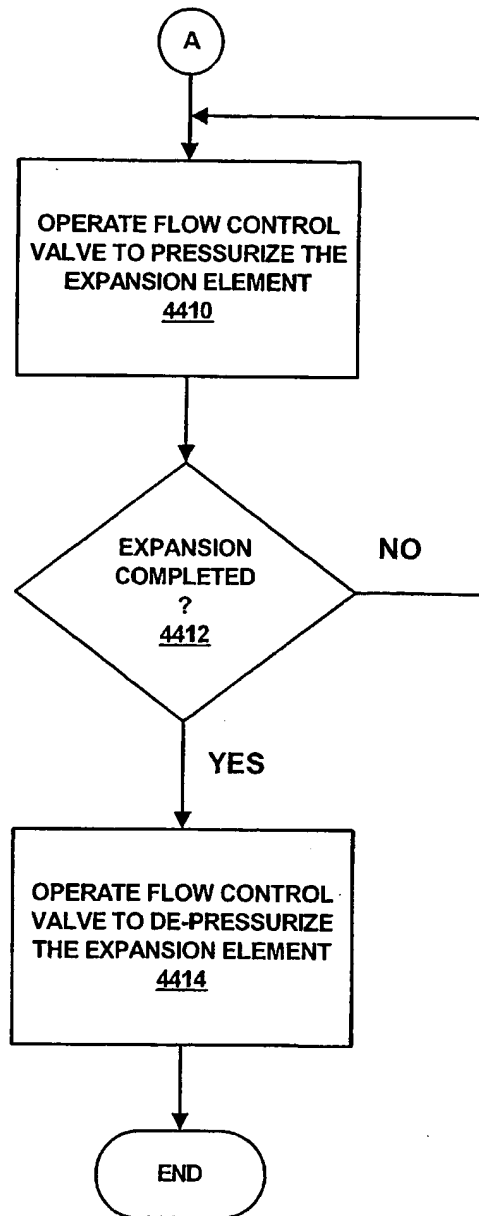 A
OPERATE FLOW CONTROL
VALVE TO PRESSURIZE THE
EXPANSION ELEMENT
4410
EXPANSION
COMPLETED
?
4412
NO
YES
OPERATE FLOW CONTROL
VALVE TO DE-PRESSURIZE
THE EXPANSION ELEMENT
4414
END